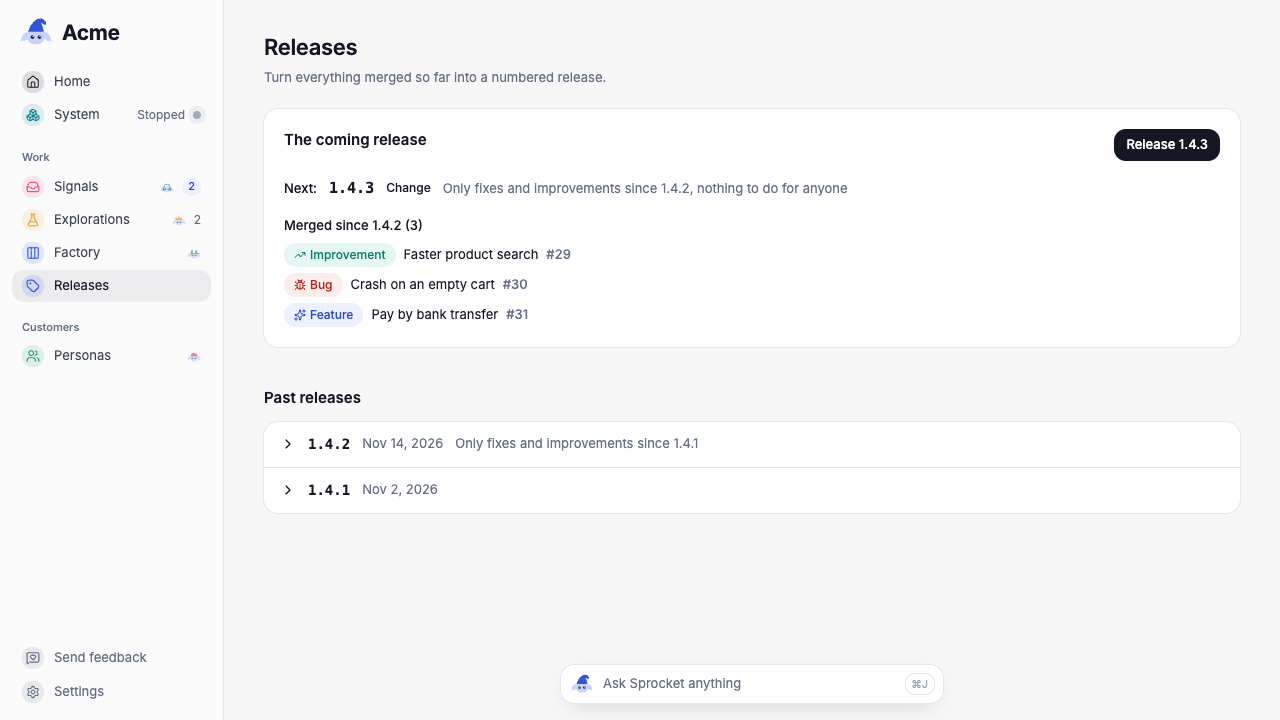 Acme
Home
System Stopped
Work
Signals 2
Explorations 2
Factory
Releases
Customers
Personas
Send feedback
Settings
Releases
Turn everything merged so far into a numbered release.
The coming release
Release 1.4.3
Next: 1.4.3 Change Only fixes and improvements since 1.4.2, nothing to do for anyone
Merged since 1.4.2 (3)
Improvement Faster product search #29
Bug Crash on an empty cart #30
Feature Pay by bank transfer #31
Past releases
1.4.2 Nov 14, 2026 Only fixes and improvements since 1.4.1
1.4.1 Nov 2, 2026
Ask Sprocket anything ⌘J